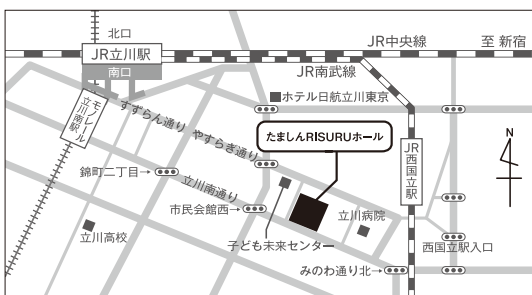 北口
JR立川駅
南口
JR中央線
至 新宿
JR南武線
ホテル日航立川東京
モノレール
立川南駅
すずらん通り
やすらぎ通り
たましんRISURUホール
N
JR
西国立駅
錦町二丁目→
立川南通り
市民会館西→
立川高校
子ども未来センター
立川病院
西国立駅入口
みのわ通り北→